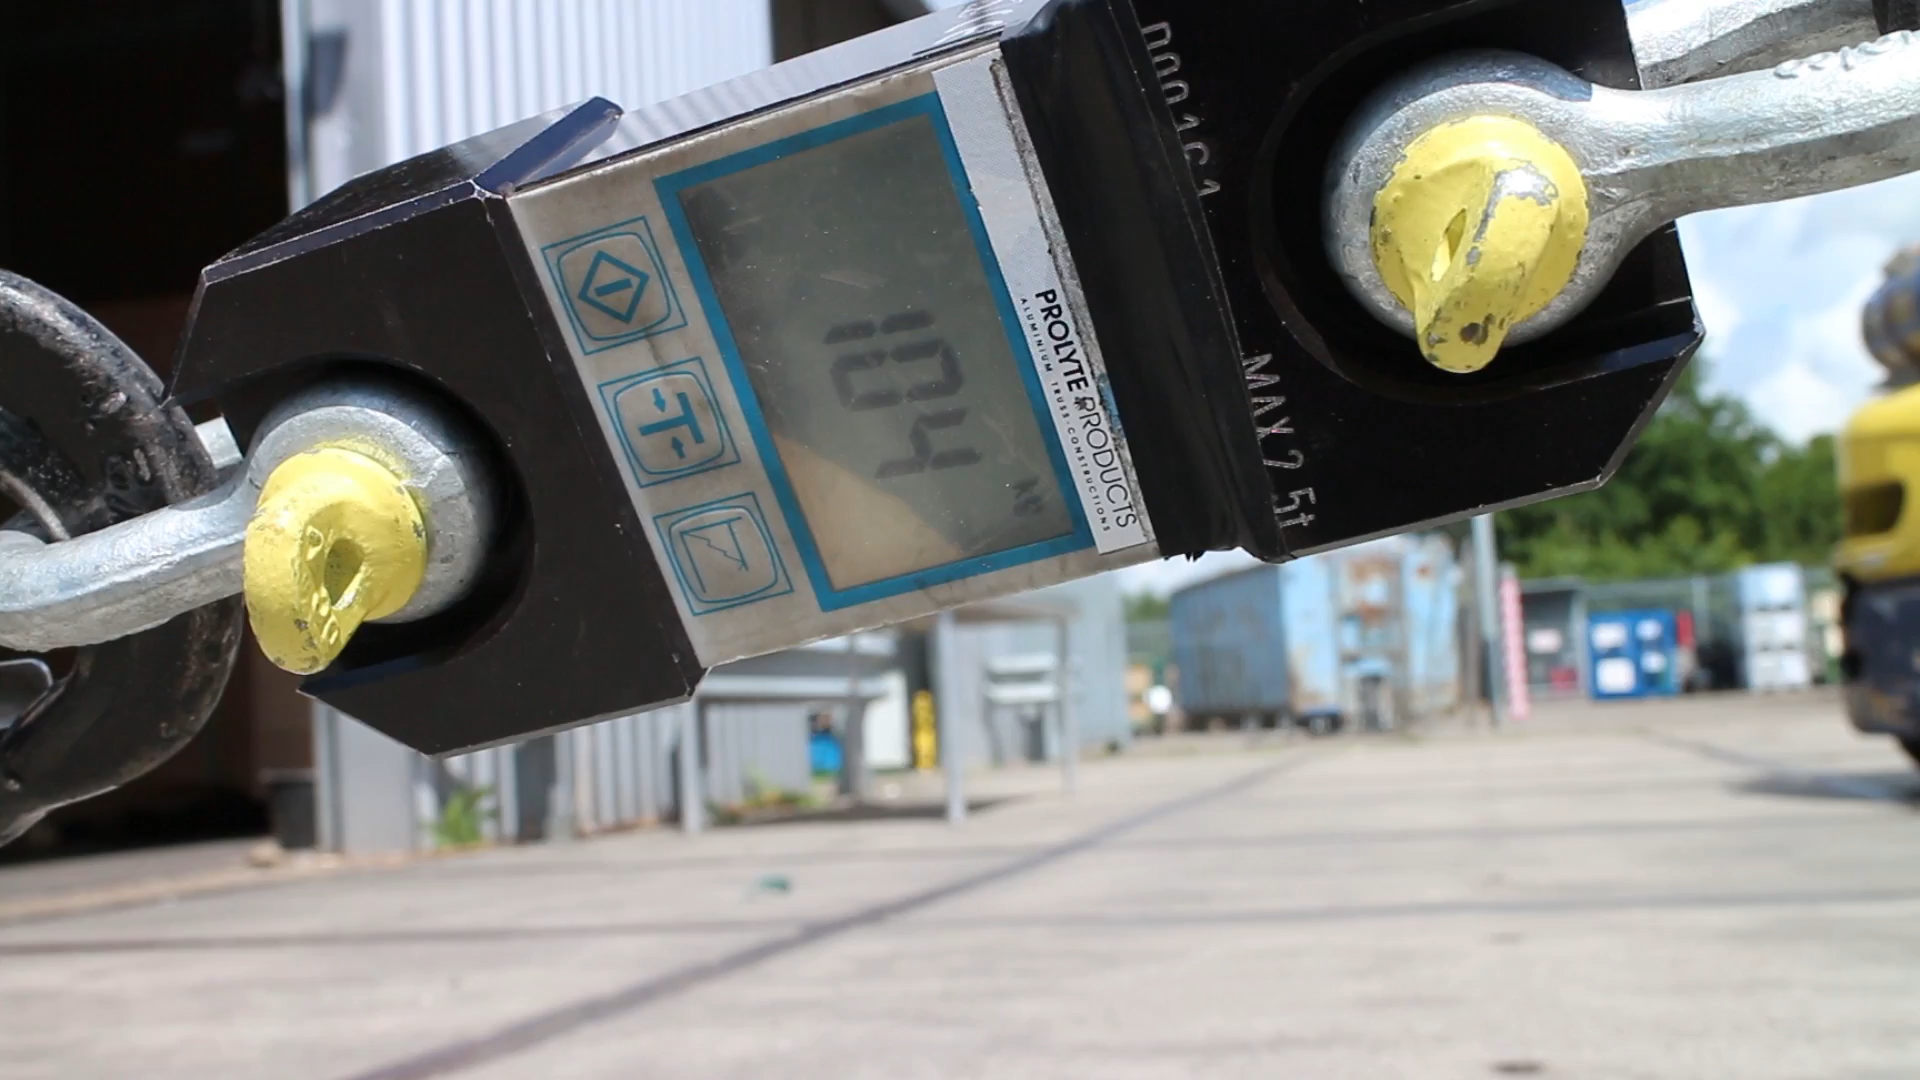 104
kg
PROLYTE PRODUCTS
ALUMINIUM TRUSS-CONSTRUCTIONS
MAX 2.5t